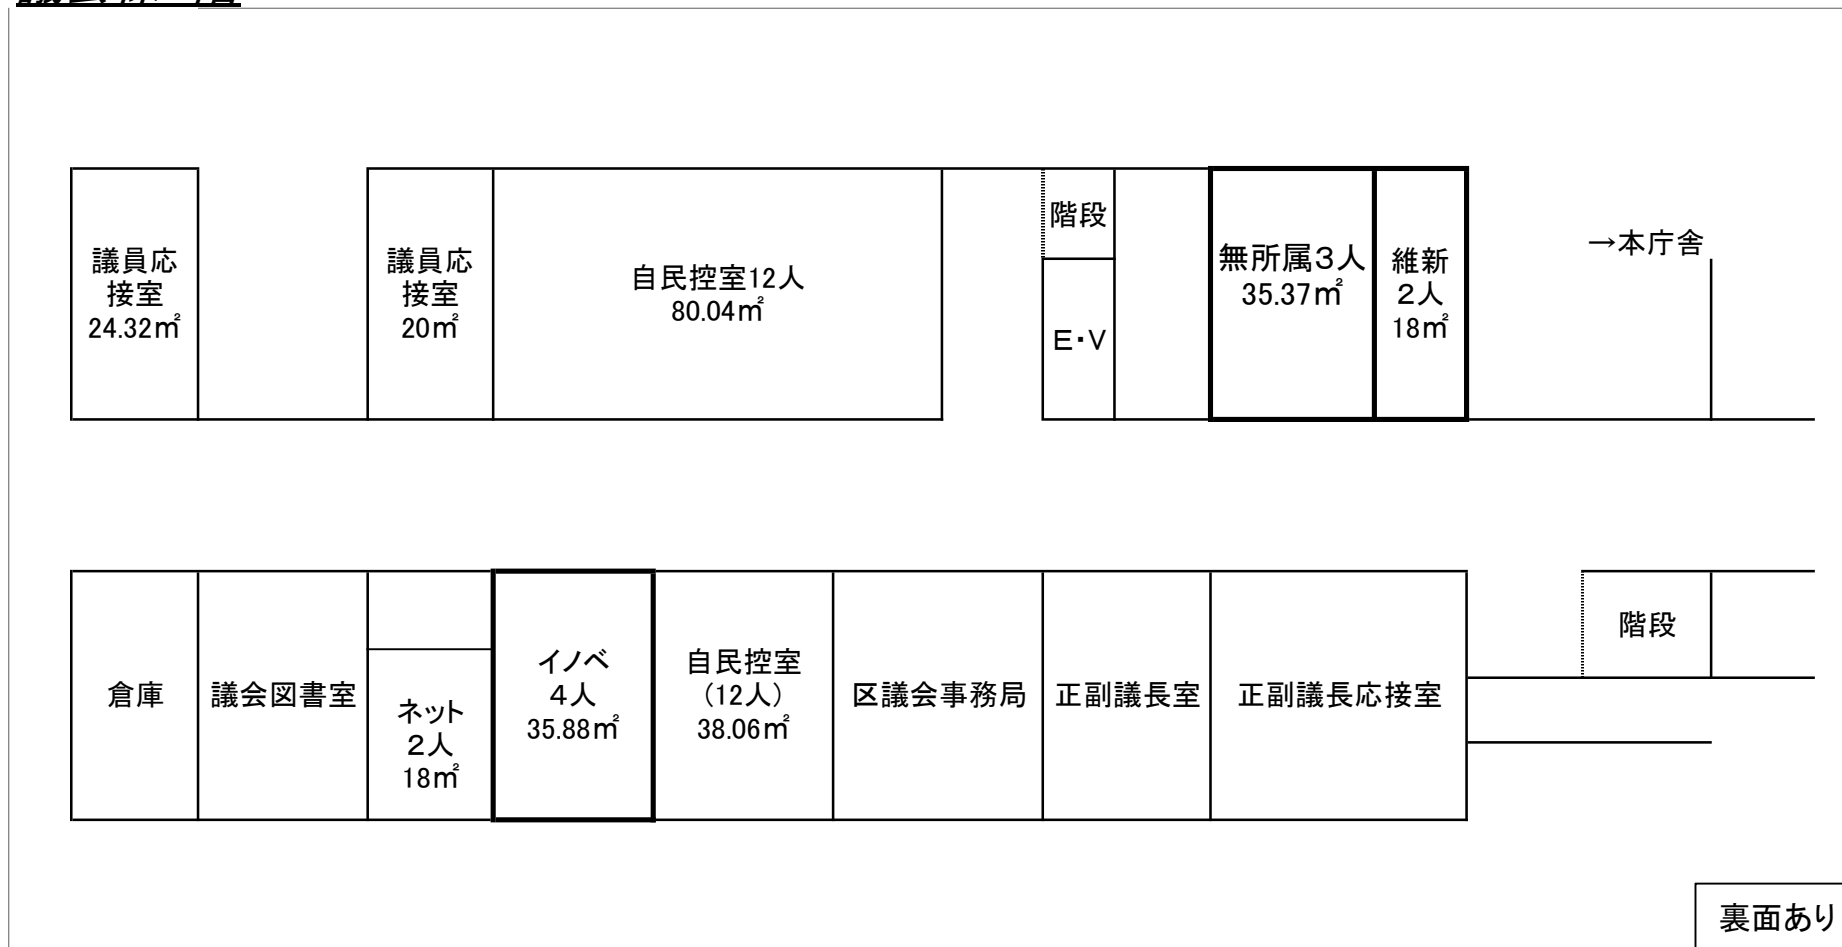 議員応
接室
24.32㎡
議員応
接室
20㎡
自民控室12人
80.04㎡
階段
E・V
無所属３人
35.37㎡
維新
２人
18㎡
→本庁舎
倉庫
議会図書室
ネット
２人
18㎡
イノベ
４人
35.88㎡
自民控室
(12人)
38.06㎡
区議会事務局
正副議長室
正副議長応接室
階段
裏面あり